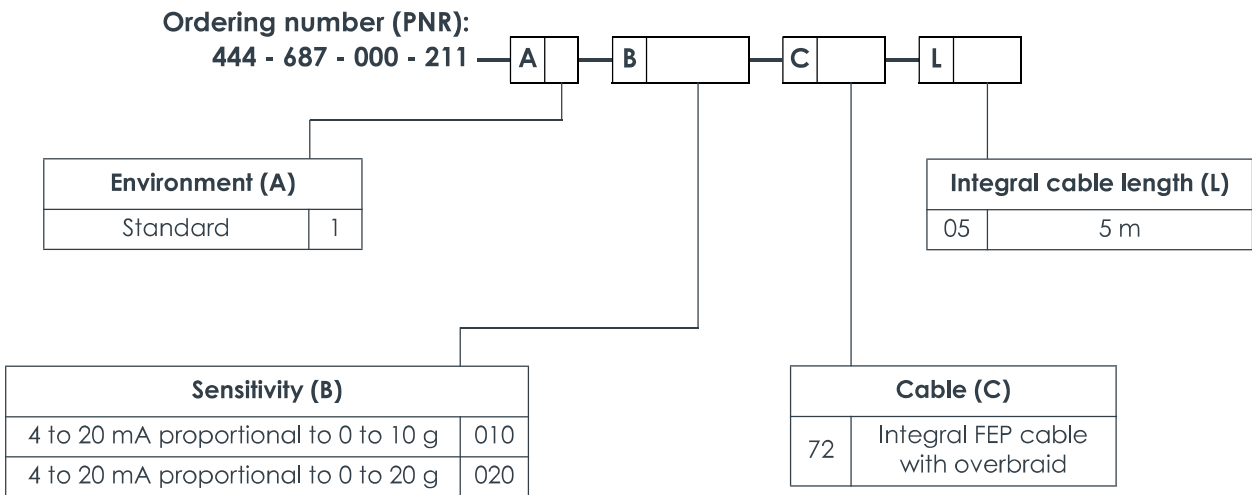 Ordering number (PNR):
444 - 687 - 000 - 211 A B C L
Environment (A)
Standard 1
Integral cable length (L)
05 5 m
Sensitivity (B)
4 to 20 mA proportional to 0 to 10 g 010
4 to 20 mA proportional to 0 to 20 g 020
Cable (C)
72 Integral FEP cable
with overbraid